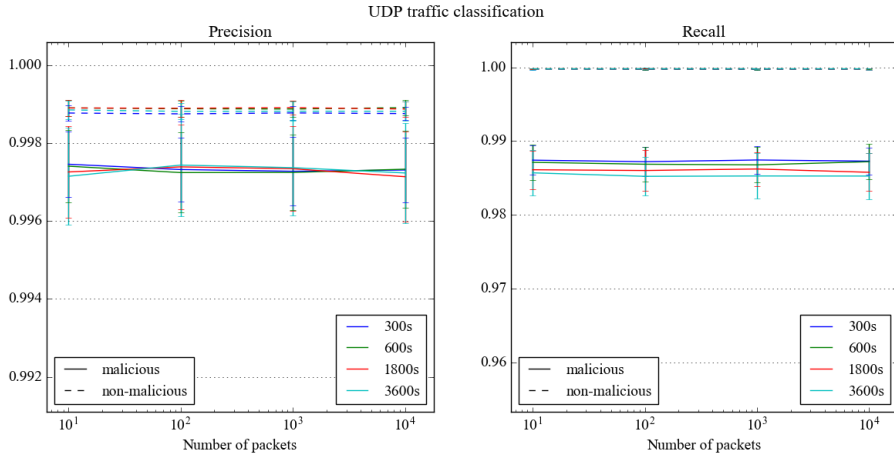 UDP traffic classification
Precision
1.000
0.998
0.996
0.994
0.992
10^1
10^2
10^3
10^4
Number of packets
malicious
non-malicious
300s
600s
1800s
3600s
Recall
1.00
0.99
0.98
0.97
0.96
10^1
10^2
10^3
10^4
Number of packets
malicious
non-malicious
300s
600s
1800s
3600s